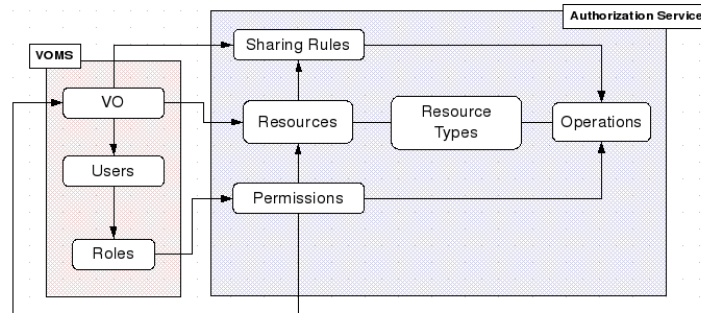 Authorization Service
VOMS
Sharing Rules
VO
Resources
Resource
Types
Operations
Users
Permissions
Roles